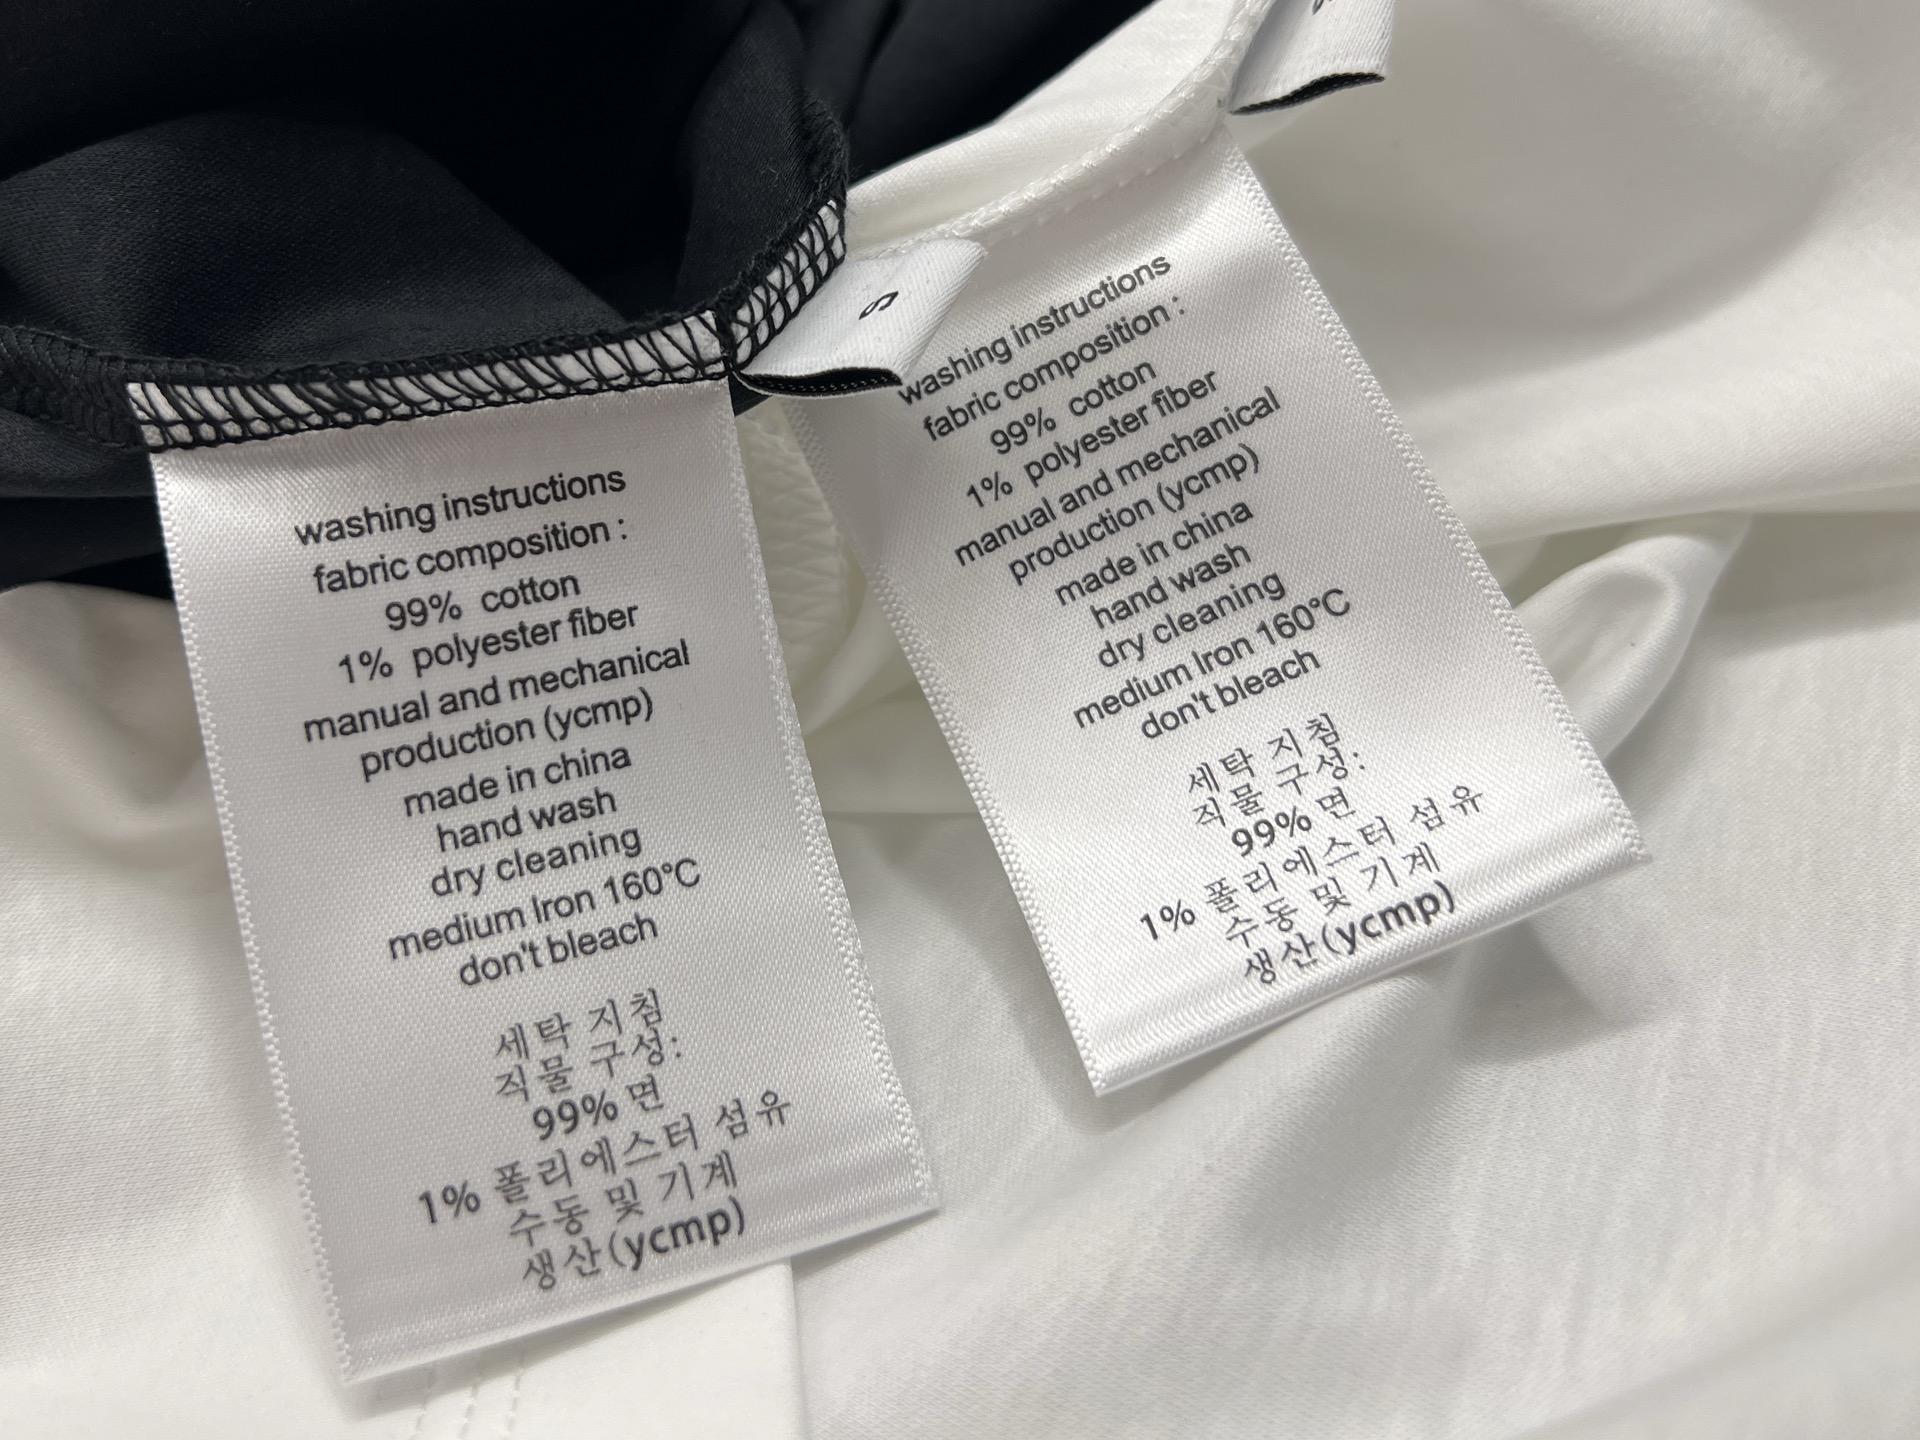 washing instructions
fabric composition :
99% cotton
1% polyester fiber
manual and mechanical
production (ycmp)
made in china
hand wash
dry cleaning
medium Iron 160°C
don't bleach
세탁 지침
직물 구성:
99% 면
1% 폴리에스터 섬유
수동 및 기계
생산(ycmp)
S
washing instructions
fabric composition :
99% cotton
1% polyester fiber
manual and mechanical
production (ycmp)
made in china
hand wash
dry cleaning
medium Iron 160°C
don't bleach
세탁 지침
직물 구성:
99% 면
1% 폴리에스터 섬유
수동 및 기계
생산(ycmp)